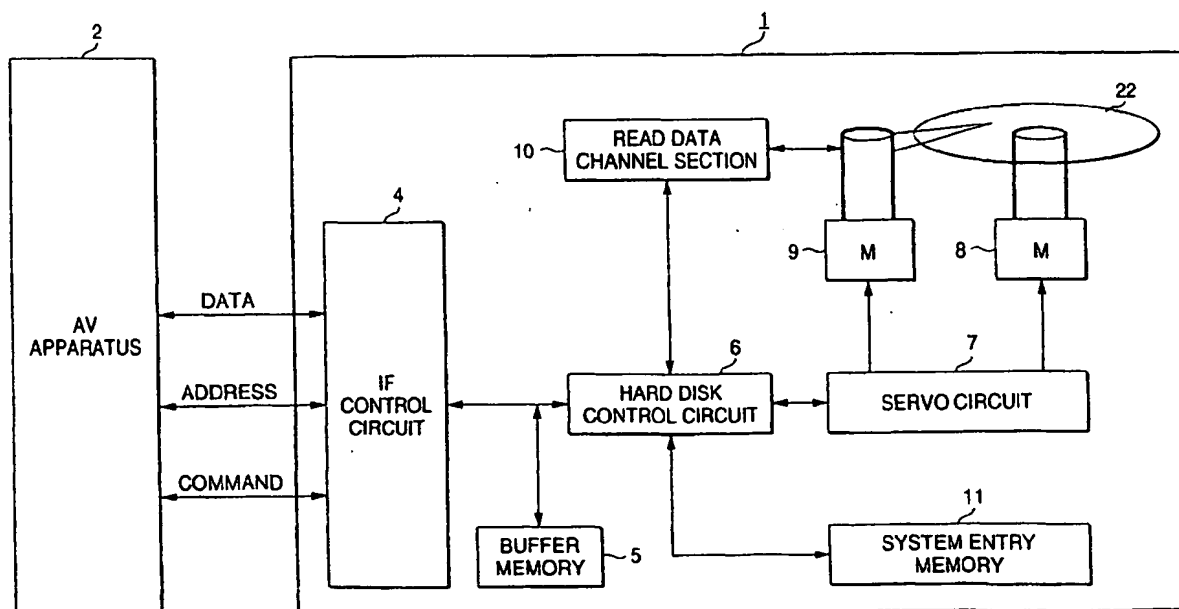 2
1
22
10
READ DATA
CHANNEL SECTION
4
9
M
8
M
DATA
AV
APPARATUS
6
7
ADDRESS
IF
CONTROL
CIRCUIT
HARD DISK
CONTROL CIRCUIT
SERVO CIRCUIT
COMMAND
11
BUFFER
MEMORY
5
SYSTEM ENTRY
MEMORY